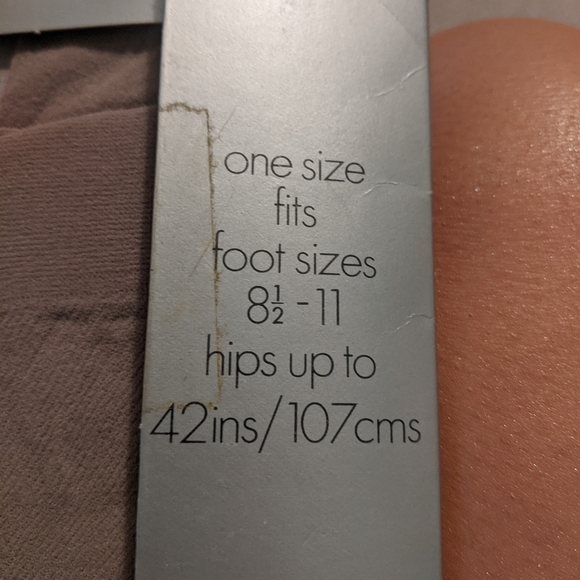 one size
fits
foot sizes
8½ - 11
hips up to
42ins/107cms